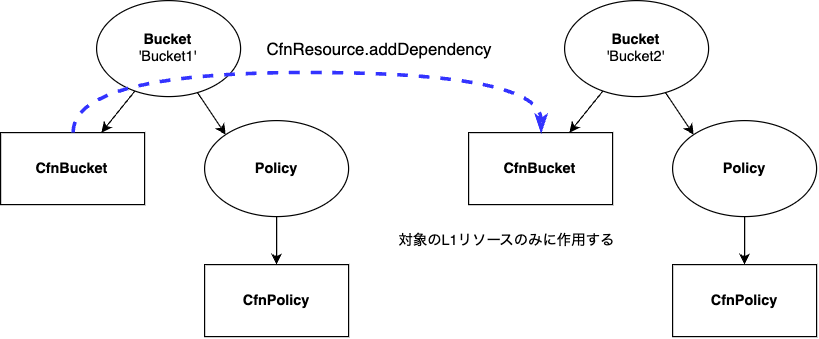 Bucket
'Bucket1'
CfnResource.addDependency
Bucket
'Bucket2'
CfnBucket
Policy
CfnBucket
Policy
対象のL1リソースのみに作用する
CfnPolicy
CfnPolicy